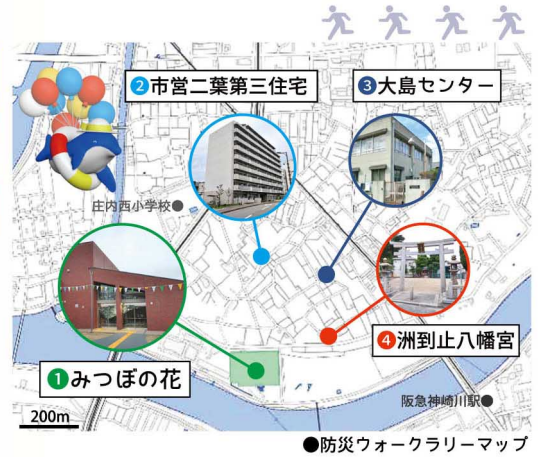 ❷市営二葉第三住宅
❸大島センター
庄内西小学校●
❹洲到止八幡宮
❶みつぼの花
阪急神崎川駅●
200m
●防災ウォークラリーマップ